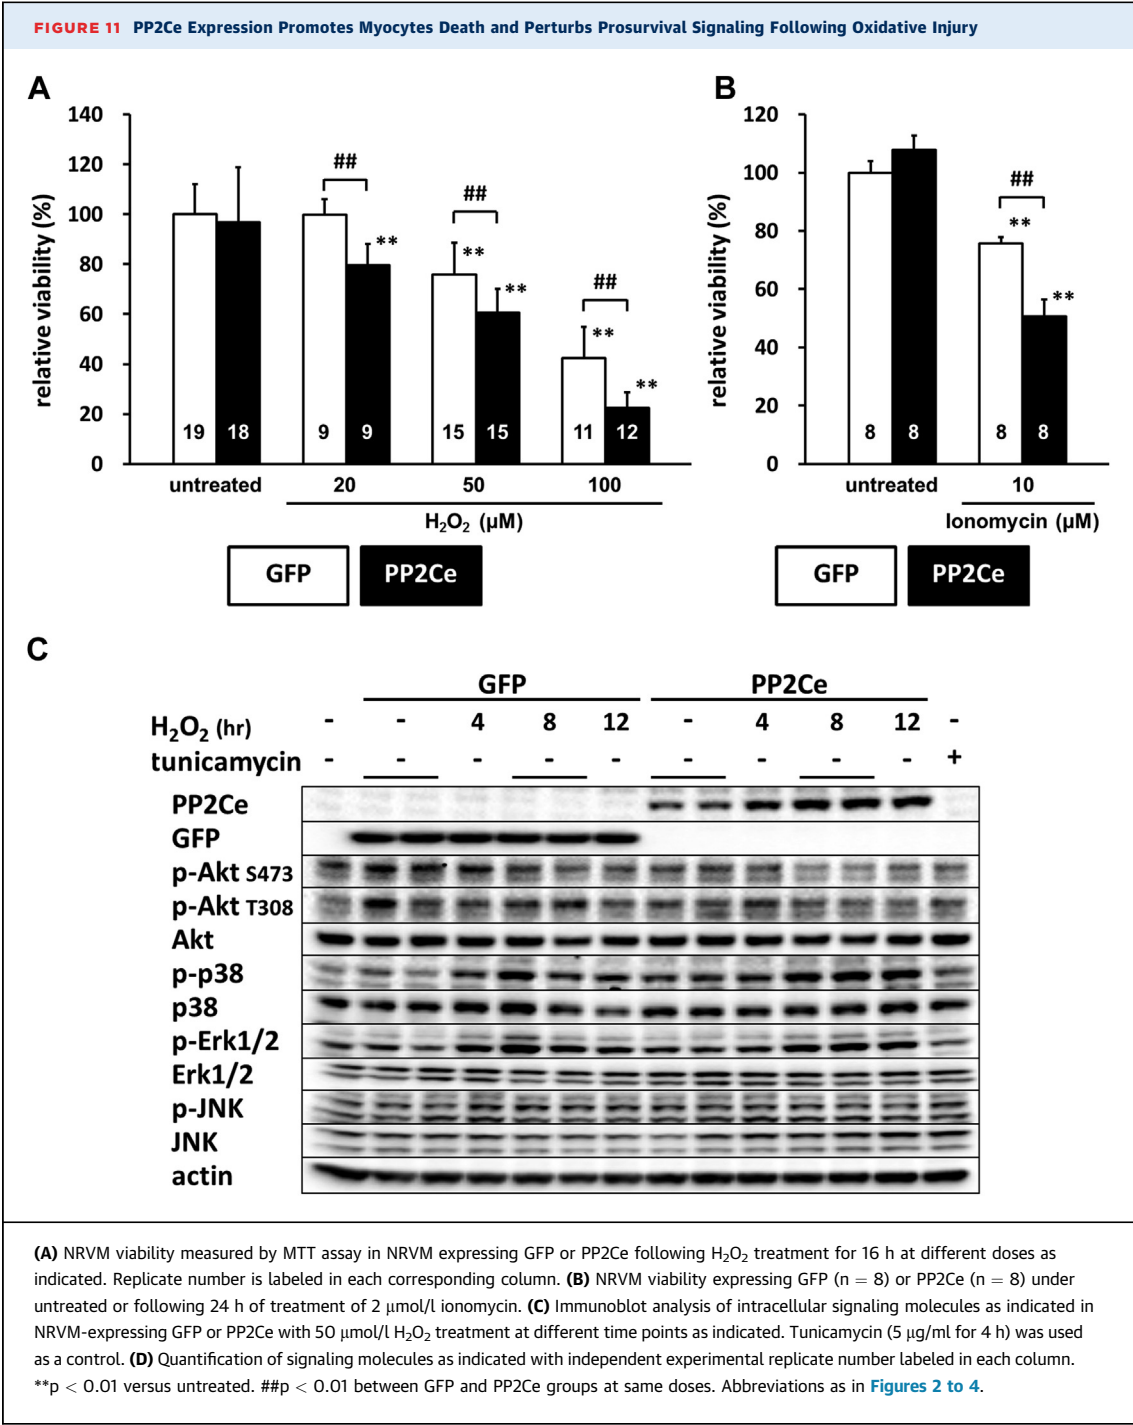 FIGURE 11 PP2Ce Expression Promotes Myocytes Death and Perturbs Prosurvival Signaling Following Oxidative Injury
A
relative viability (%)
140
120
100
80
60
40
20
0
##
##
##
**
**
**
**
**
19 18 9 9 15 15 11 12
untreated 20 50 100
H₂O₂ (µM)
GFP PP2Ce
B
relative viability (%)
120
100
80
60
40
20
0
##
**
**
8 8 8 8
untreated 10
Ionomycin (µM)
GFP PP2Ce
C
GFP PP2Ce
H₂O₂ (hr) - - 4 8 12 - 4 8 12 -
tunicamycin - - - - - - - - - +
PP2Ce
GFP
p-Akt S473
p-Akt T308
Akt
p-p38
p38
p-Erk1/2
Erk1/2
p-JNK
JNK
actin
(A) NRVM viability measured by MTT assay in NRVM expressing GFP or PP2Ce following H₂O₂ treatment for 16 h at different doses as
indicated. Replicate number is labeled in each corresponding column. (B) NRVM viability expressing GFP (n = 8) or PP2Ce (n = 8) under
untreated or following 24 h of treatment of 2 µmol/l ionomycin. (C) Immunoblot analysis of intracellular signaling molecules as indicated in
NRVM-expressing GFP or PP2Ce with 50 µmol/l H₂O₂ treatment at different time points as indicated. Tunicamycin (5 µg/ml for 4 h) was used
as a control. (D) Quantification of signaling molecules as indicated with independent experimental replicate number labeled in each column.
**p < 0.01 versus untreated. ##p < 0.01 between GFP and PP2Ce groups at same doses. Abbreviations as in Figures 2 to 4.